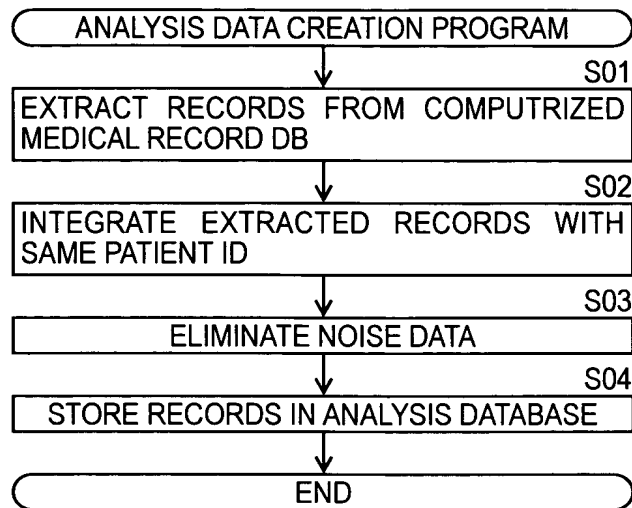 ANALYSIS DATA CREATION PROGRAM
S01
EXTRACT RECORDS FROM COMPUTRIZED
MEDICAL RECORD DB
S02
INTEGRATE EXTRACTED RECORDS WITH
SAME PATIENT ID
S03
ELIMINATE NOISE DATA
S04
STORE RECORDS IN ANALYSIS DATABASE
END